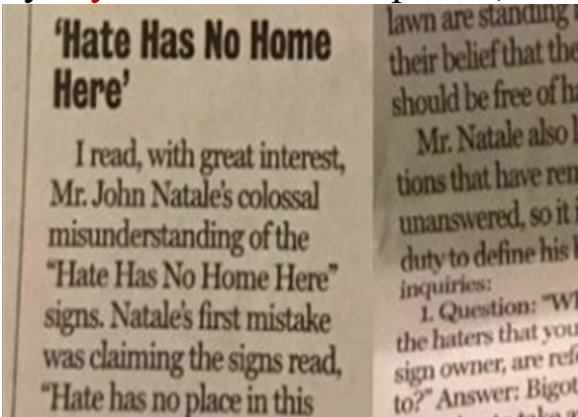 'Hate Has No Home
Here'
I read, with great interest,
Mr. John Natale's colossal
misunderstanding of the
"Hate Has No Home Here"
signs. Natale's first mistake
was claiming the signs read,
"Hate has no place in this
lawn are standing
their belief that the
should be free of
Mr. Natale also
tions that have
unanswered, so it
duty to define his
inquiries:
1. Question:
the haters that you
sign owner, are
to?" Answer: